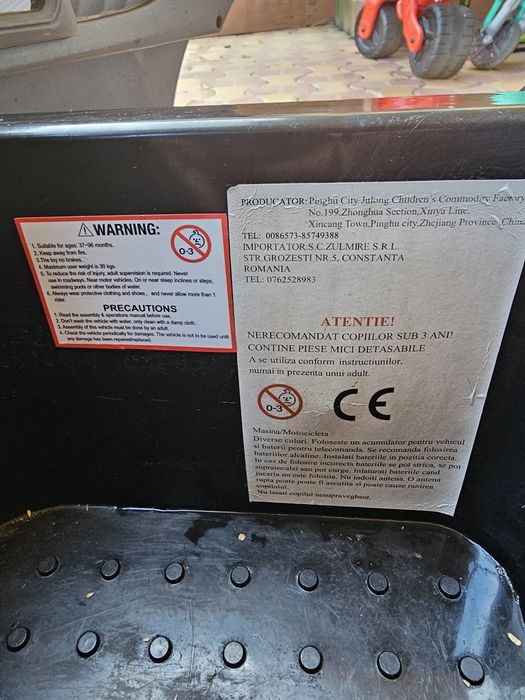 WARNING:
1. Suitable for ages: 37-96 months.
2. Keep away from fire.
3.The toy no brakes.
4. Maximum user weight is 30 kgs.
5. To reduce the risk of injury, adult supervision is required. Never
use in roadways. Near motor vehicles. On or near steep inclines or steps,
swimming pools or other bodies of water.
6. Always wear protective clothing and shoes, and never allow more than 1
rider.
0-3
PRECAUTIONS
1. Read the assembly & operations manual before use.
2. Don't wash the vehicle with water, only clean with a damp cloth.
3. Assembly of this vehicle must be done by an adult.
4. Check the vehicle periodically for damages. The vehicle is not to be used until
any damage has been repaired/replaced.
PRODUCATOR: Pinghu City Julong Children's Commodity Factory
No.199,Zhonghua Section,Xinya Line,
Xincang Town,Pinghu city,Zhejiang Province ,China
TEL: 0086573-85749388
IMPORTATOR:S.C.ZULMIRE S.R.L.
STR.GROZESTI NR.5, CONSTANTA
ROMANIA
TEL: 0762528983
ATENTIE!
NERECOMANDAT COPIILOR SUB 3 ANI!
CONTINE PIESE MICI DETASABILE
A se utiliza conform instructiunilor.
numai in prezenta unui adult.
0-3
CE
Masina/Motocicleta
Diverse culori. Foloseste un acumulator pentru vehicul
si baterii pentru telecomanda. Se recomanda folosirea
bateriilor alcaline. Instalati bateriile in pozitia corecta.
In caz de folosire incorecta bateriile se pot strica, se pot
supraincalzi sau pot curge. Inlaturati bateriile cand
jucaria nu este folosita. Nu indoiti antena. O antena
rupta poate poate fi ascutita si poate cauze ranirea
copilului.
Nu lasati copilul nesupravegheat.